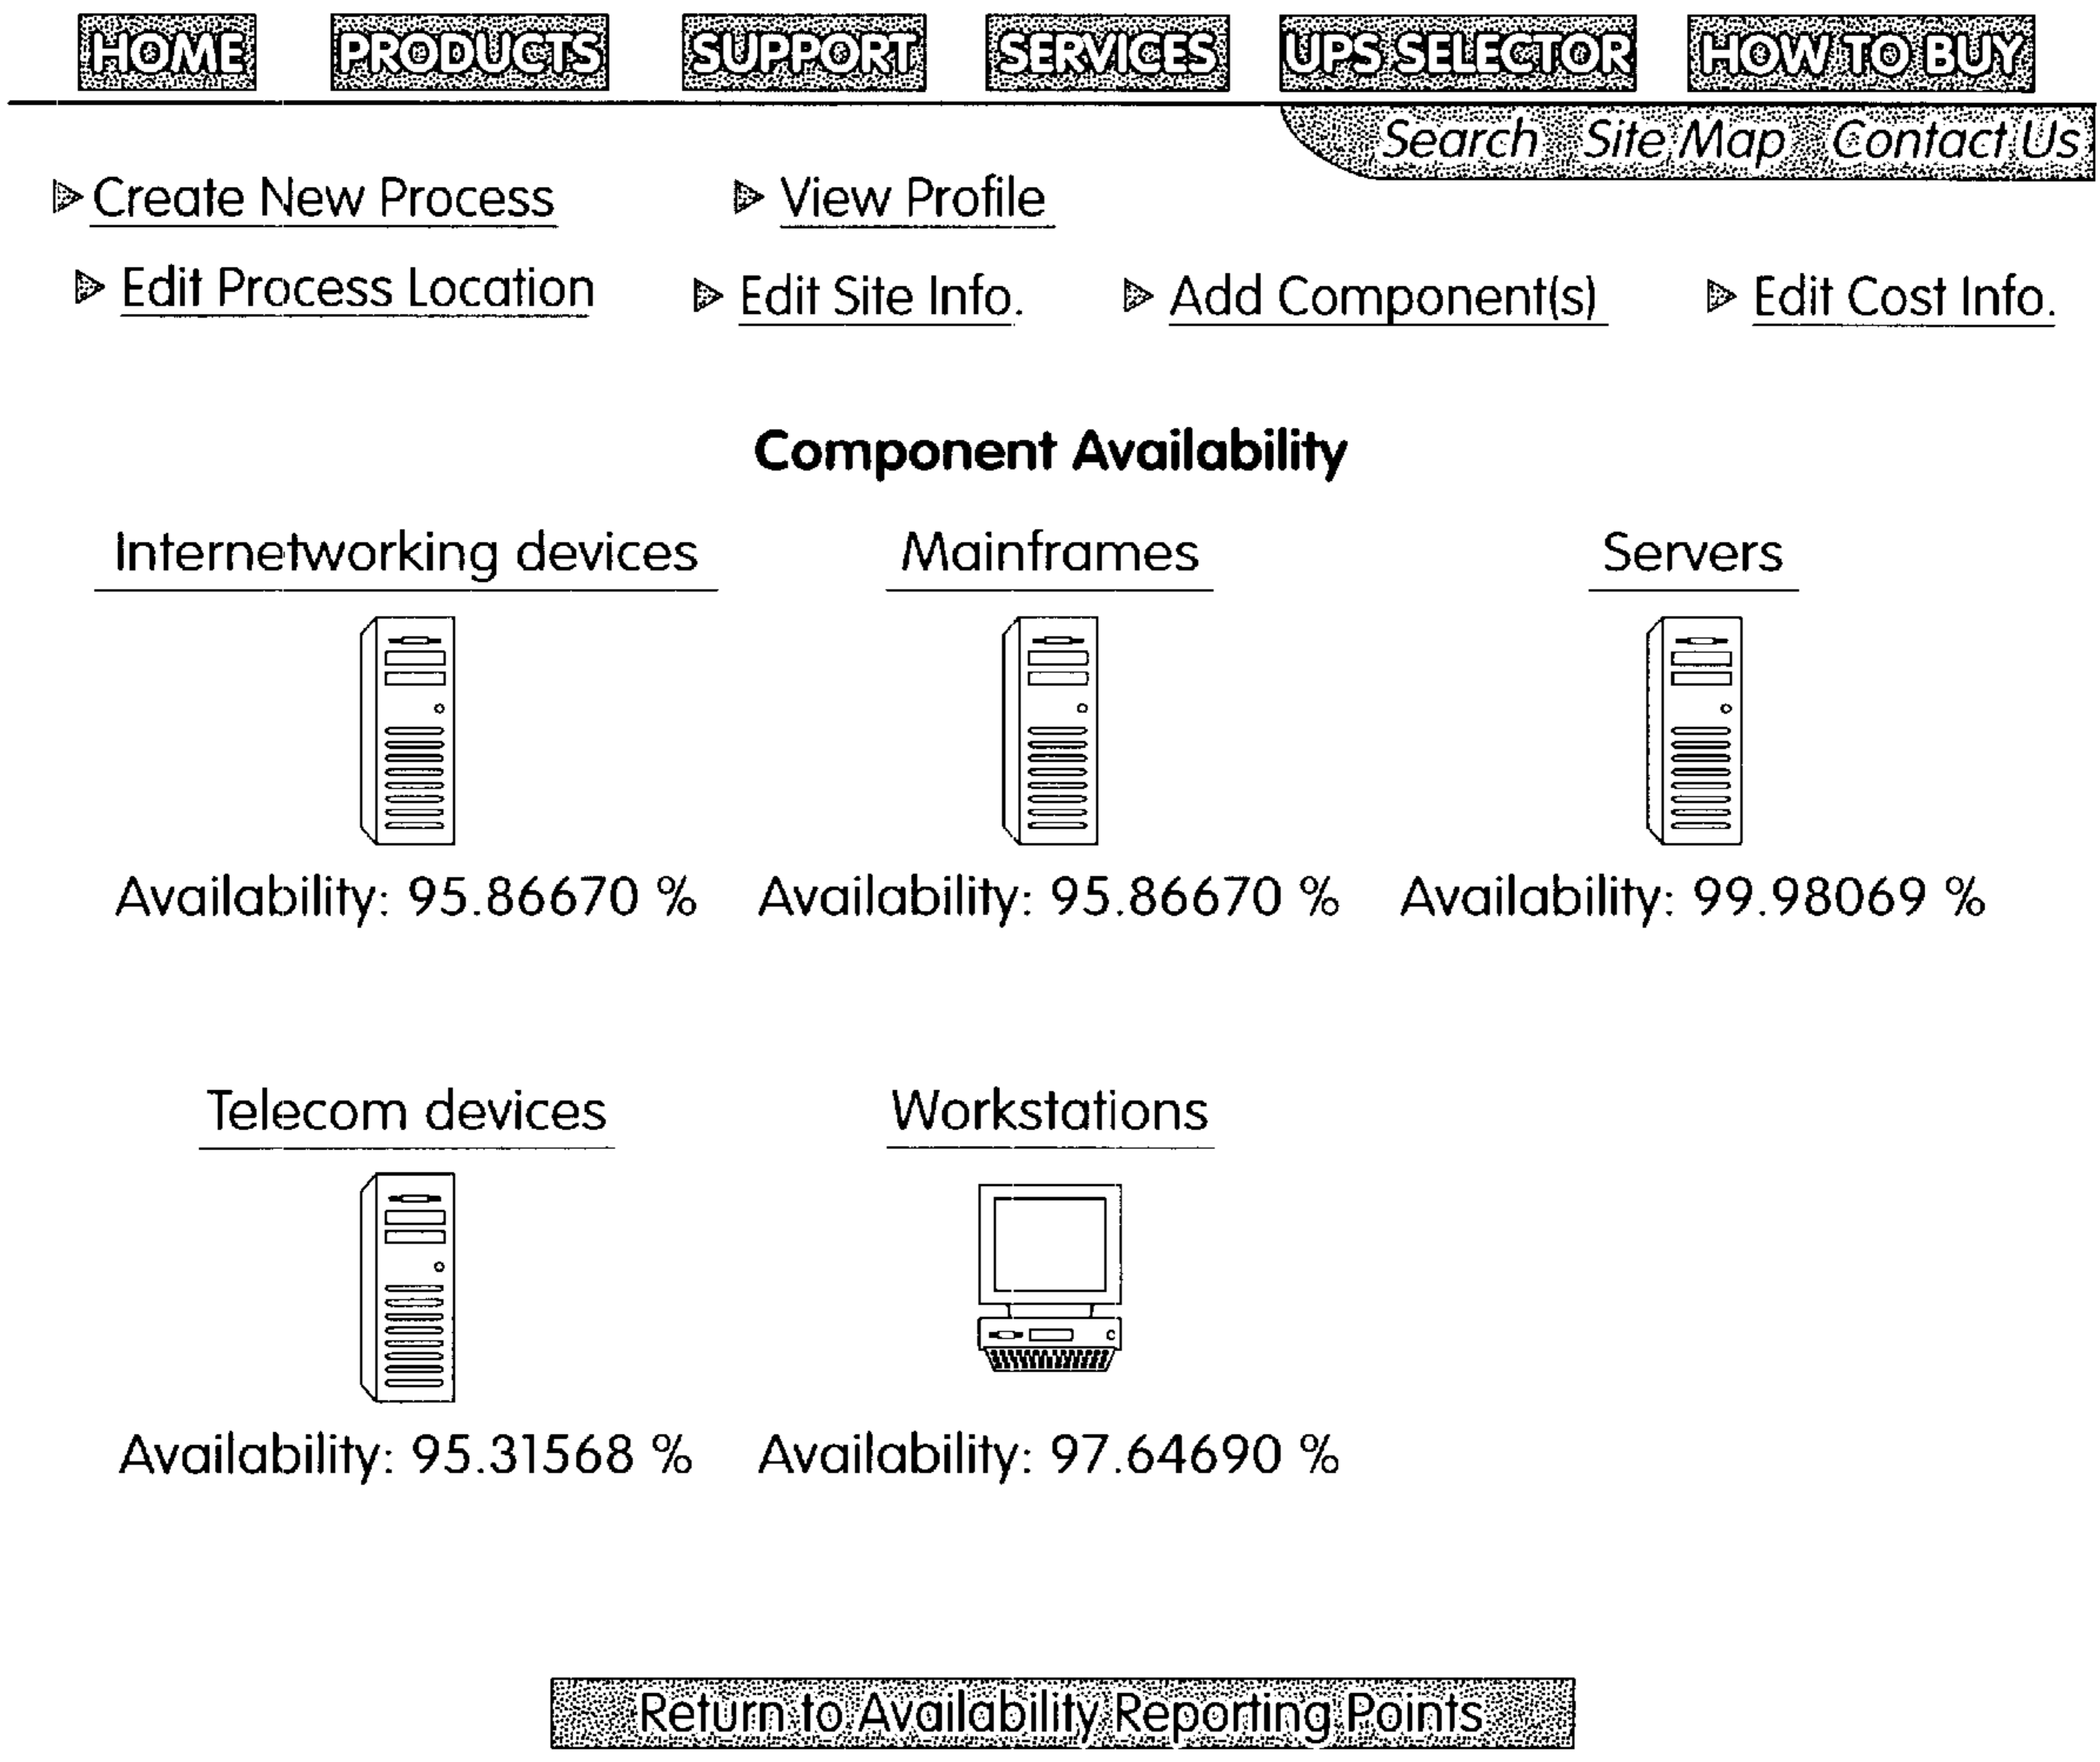 HOME PRODUCTS SUPPORT SERVICES UPS SELECTOR HOW TO BUY
Search Site Map Contact Us
Create New Process View Profile
Edit Process Location Edit Site Info. Add Component(s) Edit Cost Info.
Component Availability
Internetworking devices Mainframes Servers
Availability: 95.86670 % Availability: 95.86670 % Availability: 99.98069 %
Telecom devices Workstations
Availability: 95.31568 % Availability: 97.64690 %
Return to Availability Reporting Points